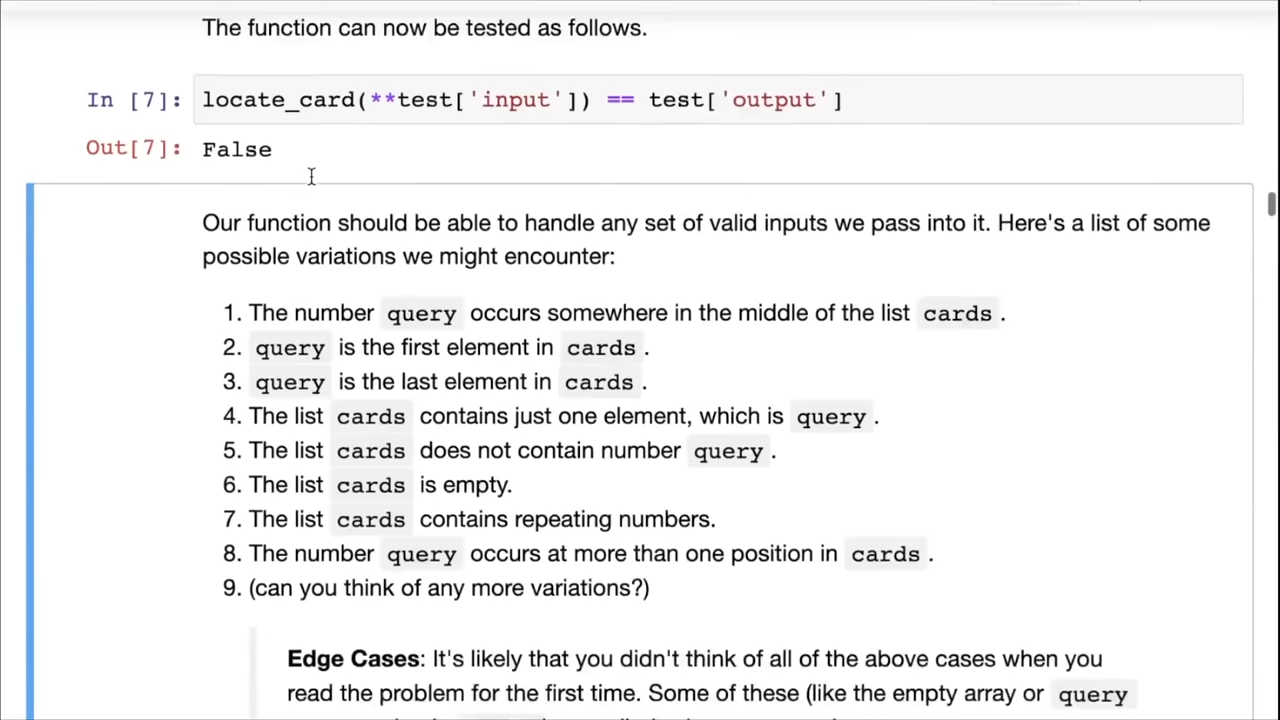 The function can now be tested as follows.
In [7]: locate_card(**test['input']) == test['output']
Out[7]: False
Our function should be able to handle any set of valid inputs we pass into it. Here's a list of some
possible variations we might encounter:
1. The number query occurs somewhere in the middle of the list cards .
2. query is the first element in cards .
3. query is the last element in cards .
4. The list cards contains just one element, which is query .
5. The list cards does not contain number query .
6. The list cards is empty.
7. The list cards contains repeating numbers.
8. The number query occurs at more than one position in cards .
9. (can you think of any more variations?)
Edge Cases: It's likely that you didn't think of all of the above cases when you
read the problem for the first time. Some of these (like the empty array or query